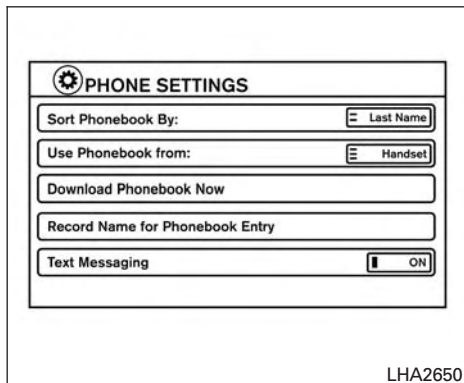 PHONE SETTINGS
Sort Phonebook By: Last Name
Use Phonebook from: Handset
Download Phonebook Now
Record Name for Phonebook Entry
Text Messaging ON
LHA2650